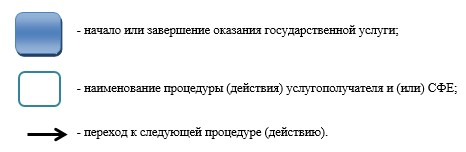 - начало или завершение оказания государственной услуги;
- наименование процедуры (действия) услугополучателя и (или) СФЕ;
- переход к следующей процедуре (действию).